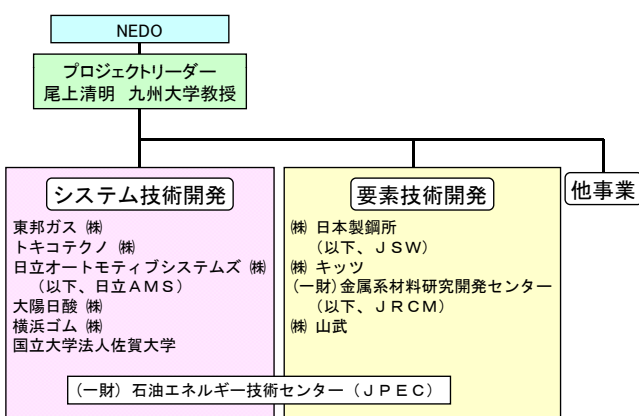 NEDO
プロジェクトリーダー
尾上清明 九州大学教授
システム技術開発
東邦ガス ㈱
トキコテクノ ㈱
日立オートモティブシステムズ ㈱
(以下、日立AMS)
大陽日酸 ㈱
横浜ゴム ㈱
国立大学法人佐賀大学
要素技術開発
㈱ 日本製鋼所
(以下、JSW)
㈱ キッツ
(一財)金属系材料研究開発センター
(以下、JRCM)
㈱ 山武
他事業
(一財) 石油エネルギー技術センター (JPEC)